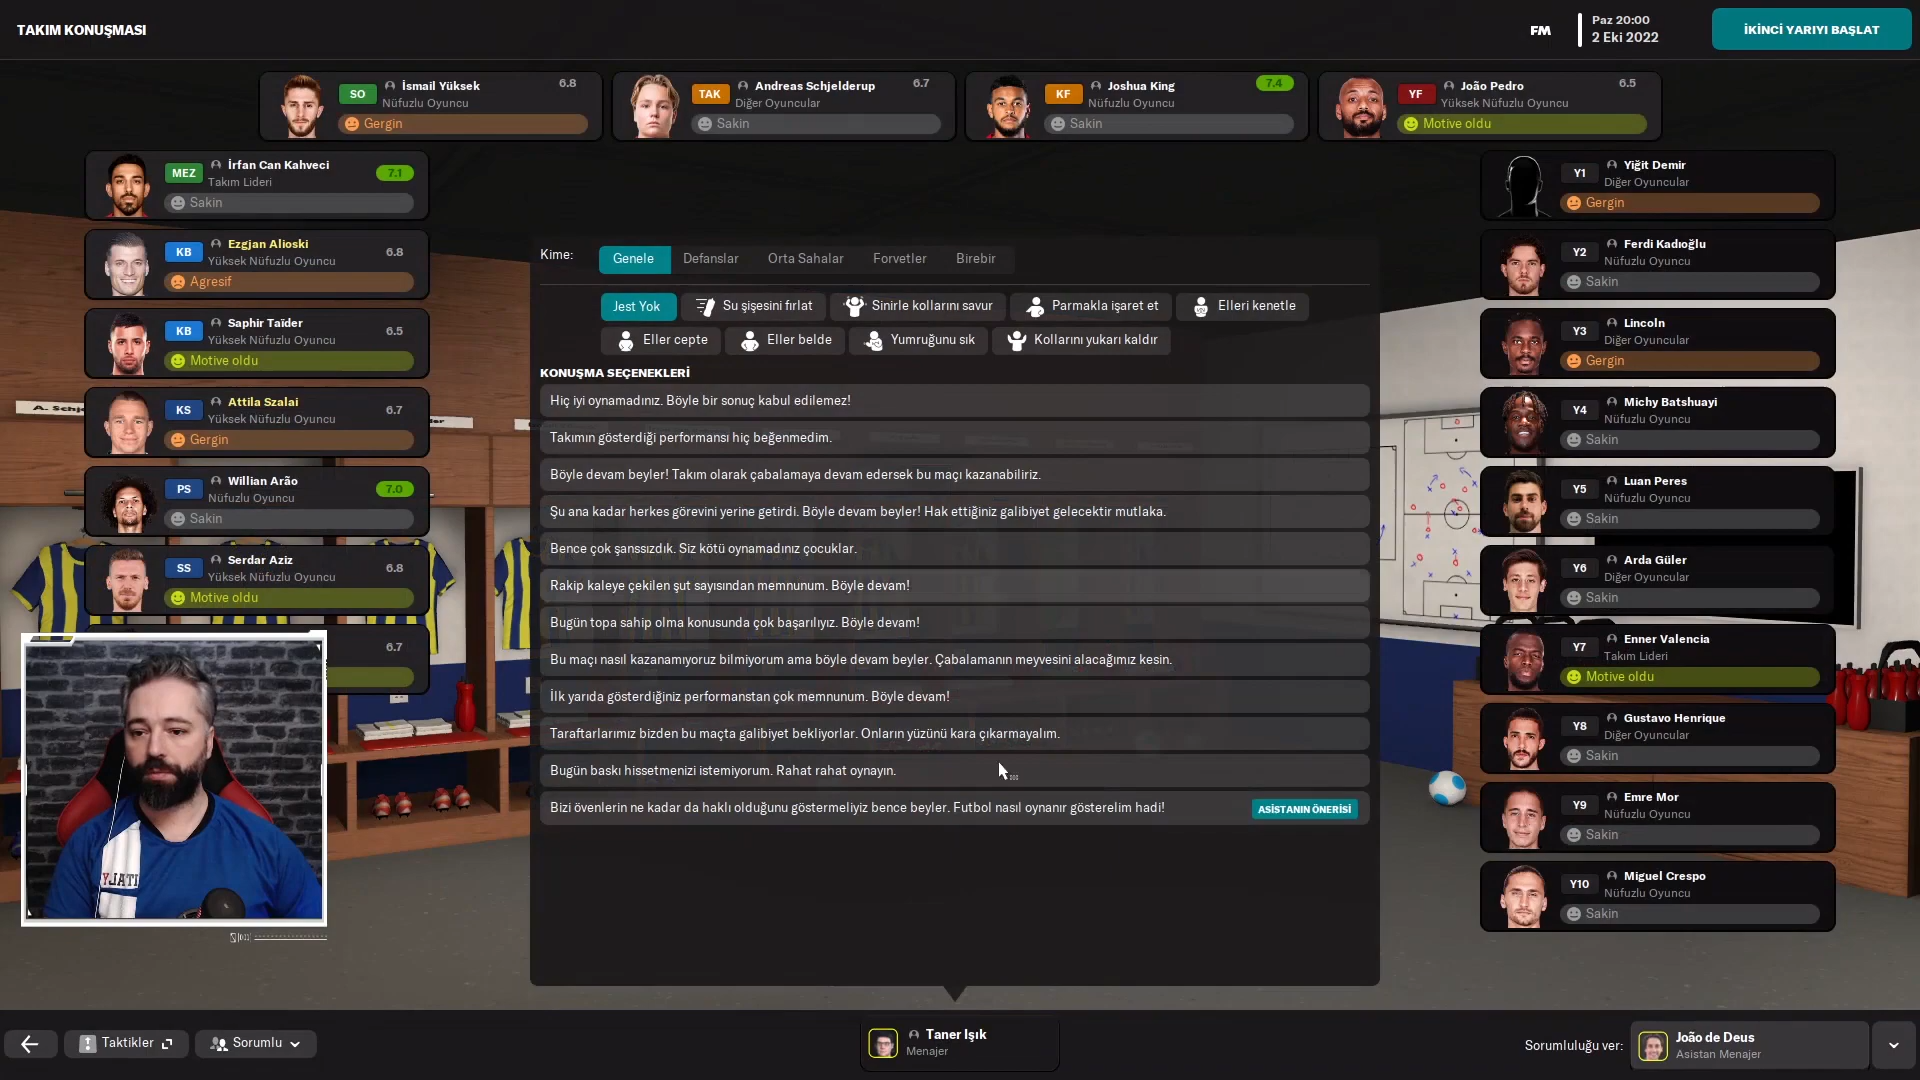 TAKIM KONUŞMASI
FM
Paz 20:00
2 Eki 2022
İKİNCİ YARIYI BAŞLAT
SO
İsmail Yüksek
6.8
Nüfuzlu Oyuncu
Gergin
TAK
Andreas Schjelderup
6.7
Diğer Oyuncular
Sakin
KF
Joshua King
7.4
Nüfuzlu Oyuncu
Sakin
YF
João Pedro
6.5
Yüksek Nüfuzlu Oyuncu
Motive oldu
MEZ
İrfan Can Kahveci
7.1
Takım Lideri
Sakin
KB
Ezgjan Alioski
6.8
Yüksek Nüfuzlu Oyuncu
Agresif
KB
Saphir Taïder
6.5
Yüksek Nüfuzlu Oyuncu
Motive oldu
KS
Attila Szalai
6.7
Yüksek Nüfuzlu Oyuncu
Gergin
PS
Willian Arão
7.0
Nüfuzlu Oyuncu
Sakin
SS
Serdar Aziz
6.8
Yüksek Nüfuzlu Oyuncu
Motive oldu
6.7
Kime:
Genele
Defanslar
Orta Sahalar
Forvetler
Birebir
Jest Yok
Su şişesini fırlat
Sinirle kollarını savur
Parmakla işaret et
Elleri kenetle
Eller cepte
Eller belde
Yumruğunu sık
Kollarını yukarı kaldır
KONUŞMA SEÇENEKLERİ
Hiç iyi oynamadınız. Böyle bir sonuç kabul edilemez!
Takımın gösterdiği performansı hiç beğenmedim.
Böyle devam beyler! Takım olarak çabalamaya devam edersek bu maçı kazanabiliriz.
Şu ana kadar herkes görevini yerine getirdi. Böyle devam beyler! Hak ettiğiniz galibiyet gelecektir mutlaka.
Bence çok şanssızdık. Siz kötü oynamadınız çocuklar.
Rakip kaleye çekilen şut sayısından memnunum. Böyle devam!
Bugün topa sahip olma konusunda çok başarılıyız. Böyle devam!
Bu maçı nasıl kazanamıyoruz bilmiyorum ama böyle devam beyler. Çabalamanın meyvesini alacağımız kesin.
İlk yarıda gösterdiğiniz performanstan çok memnunum. Böyle devam!
Taraftarlarımız bizden bu maçta galibiyet bekliyorlar. Onların yüzünü kara çıkarmayalım.
Bugün baskı hissetmenizi istemiyorum. Rahat rahat oynayın.
Bizi övenlerin ne kadar da haklı olduğunu göstermeliyiz bence beyler. Futbol nasıl oynanır gösterelim hadi!
ASİSTANIN ÖNERİSİ
Y1
Yiğit Demir
Diğer Oyuncular
Gergin
Y2
Ferdi Kadıoğlu
Nüfuzlu Oyuncu
Sakin
Y3
Lincoln
Diğer Oyuncular
Gergin
Y4
Michy Batshuayi
Nüfuzlu Oyuncu
Sakin
Y5
Luan Peres
Nüfuzlu Oyuncu
Sakin
Y6
Arda Güler
Diğer Oyuncular
Sakin
Y7
Enner Valencia
Takım Lideri
Motive oldu
Y8
Gustavo Henrique
Diğer Oyuncular
Sakin
Y9
Emre Mor
Nüfuzlu Oyuncu
Sakin
Y10
Miguel Crespo
Nüfuzlu Oyuncu
Sakin
Taktikler
Sorumlu
Taner Işık
Menajer
Sorumluluğu ver:
João de Deus
Asistan Menajer